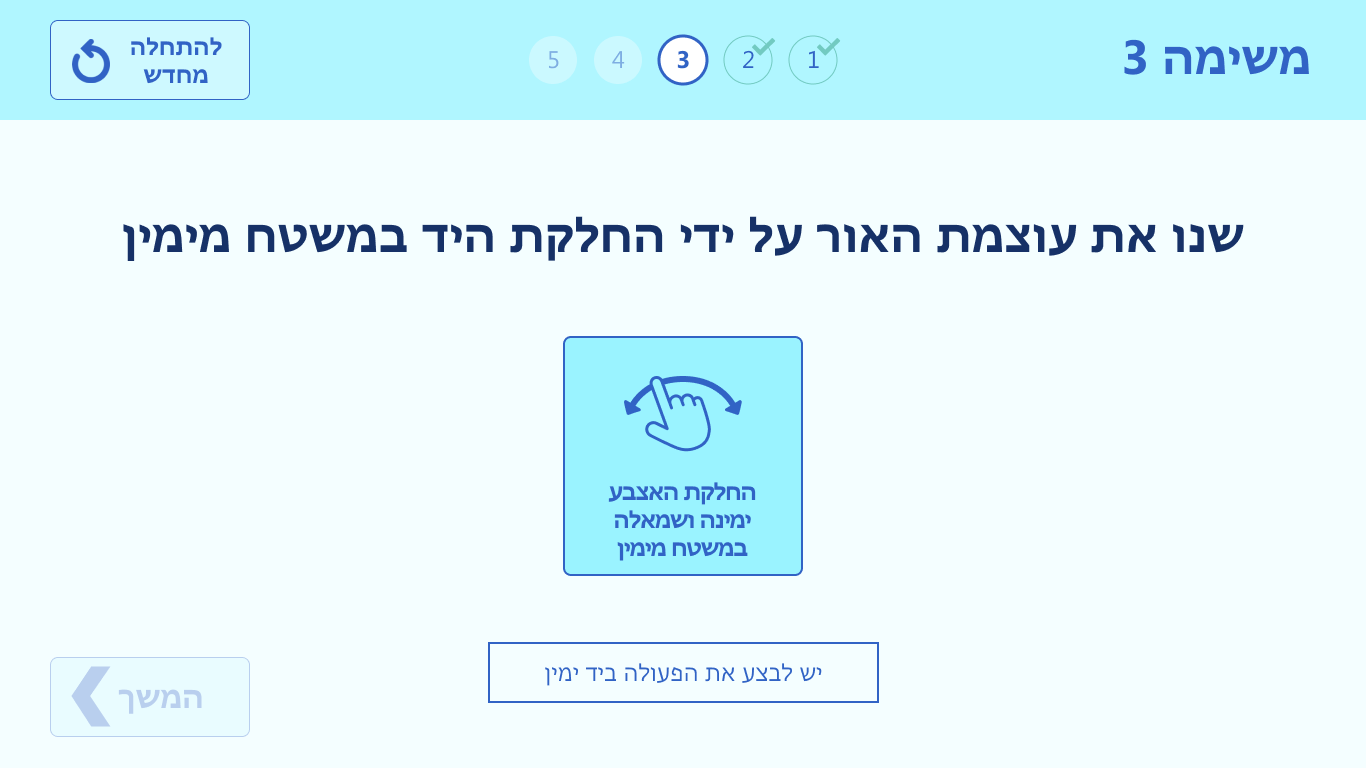 משימה 3
1 2 3 4 5
להתחלה
מחדש
שנו את עוצמת האור על ידי החלקת היד במשטח מימין
החלקת האצבע
ימינה ושמאלה
במשטח מימין
יש לבצע את הפעולה ביד ימין
המשך